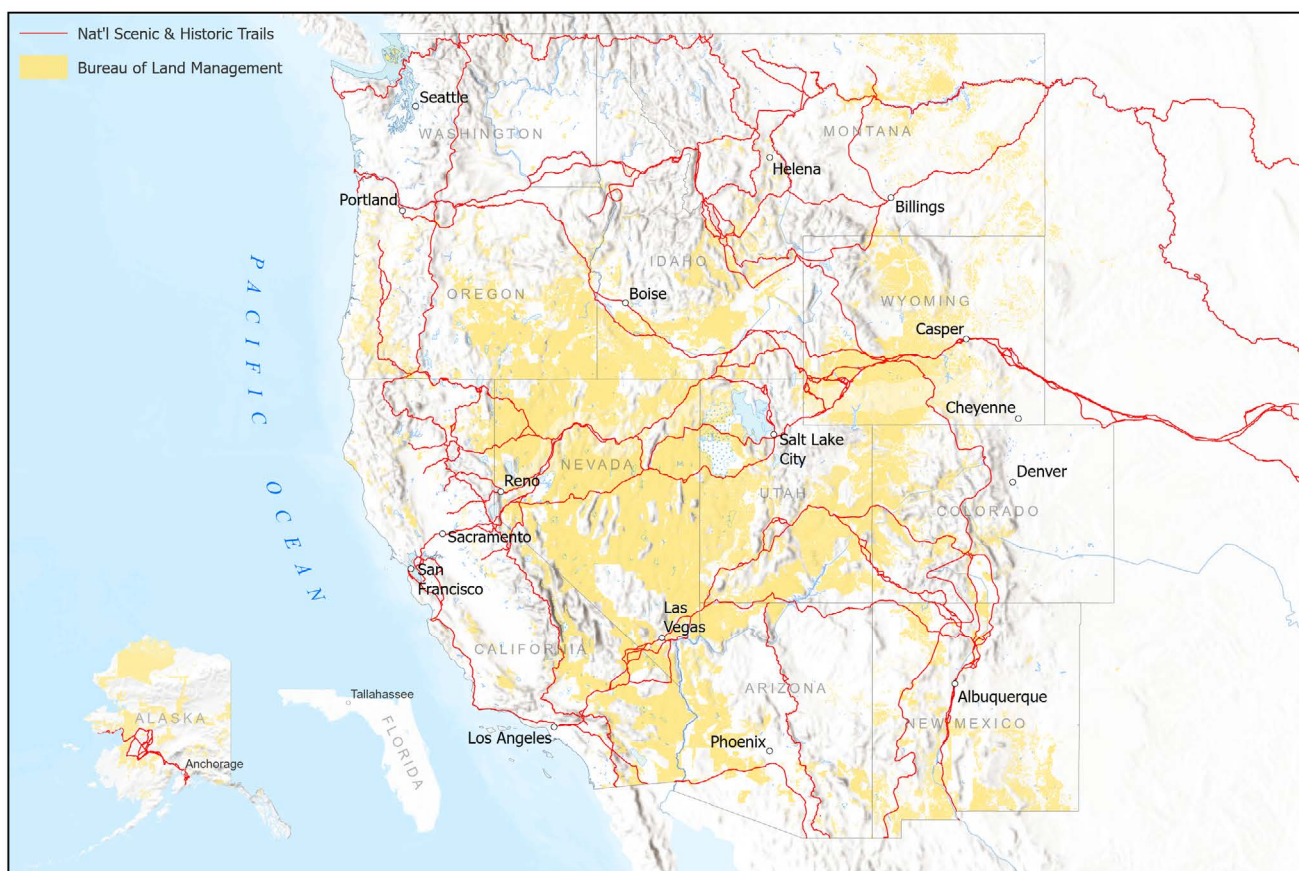 Nat'l Scenic & Historic Trails
Bureau of Land Management
Seattle
WASHINGTON
MONTANA
Helena
Portland
Billings
IDAHO
PACIFIC OCEAN
OREGON
Boise
WYOMING
Casper
Cheyenne
Salt Lake
City
NEVADA
Reno
Denver
UTAH
COLORADO
Sacramento
San
Francisco
Las
Vegas
CALIFORNIA
ARIZONA
Albuquerque
NEW MEXICO
Los Angeles
Phoenix
ALASKA
Anchorage
Tallahassee
FLORIDA